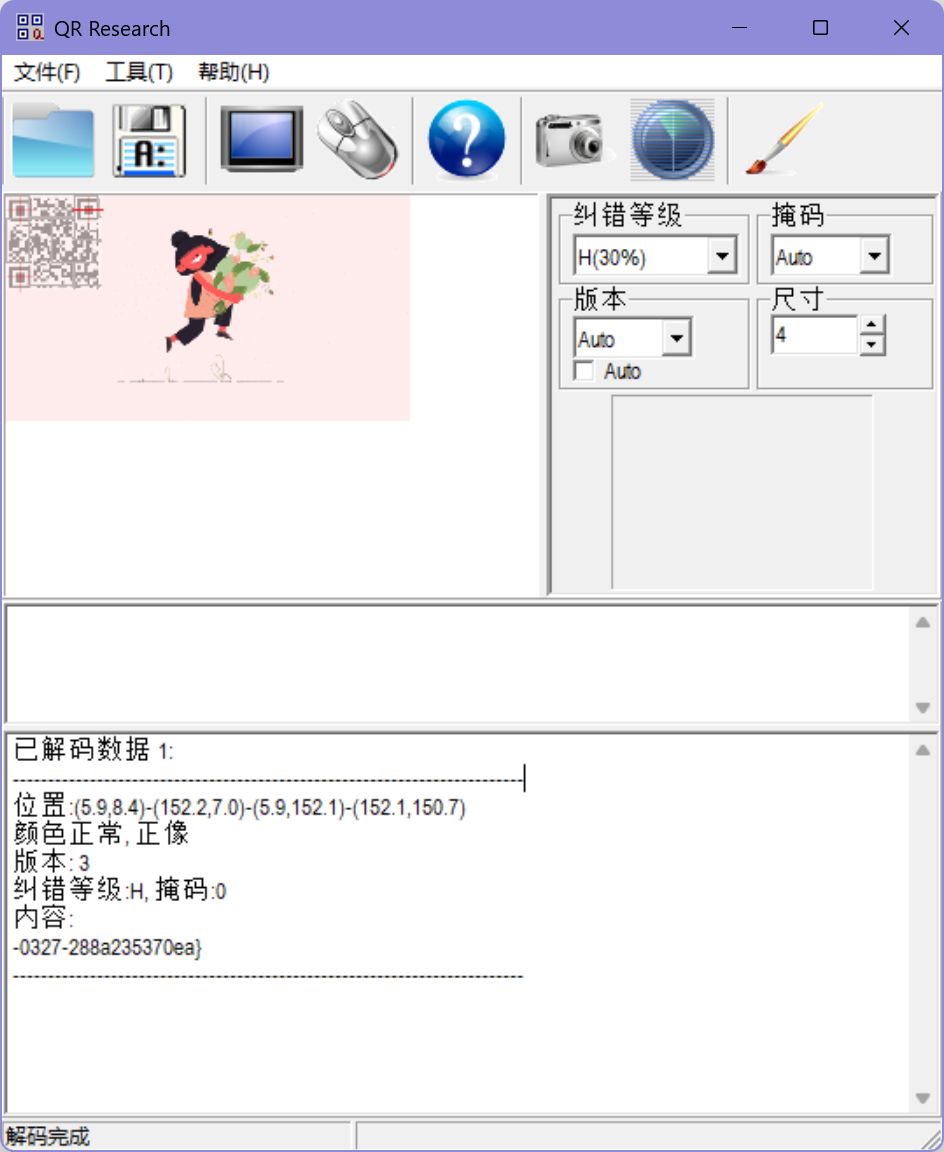 QR Research
文件(F) 工具(T) 帮助(H)
A:
纠错等级
H(30%)
掩码
Auto
版本
Auto
Auto
尺寸
4
已解码数据 1:
---------------------------------------------------------------------------
位置:(5.9,8.4)-(152.2,7.0)-(5.9,152.1)-(152.1,150.7)
颜色正常, 正像
版本: 3
纠错等级:H, 掩码:0
内容:
-0327-288a235370ea}
---------------------------------------------------------------------------
解码完成